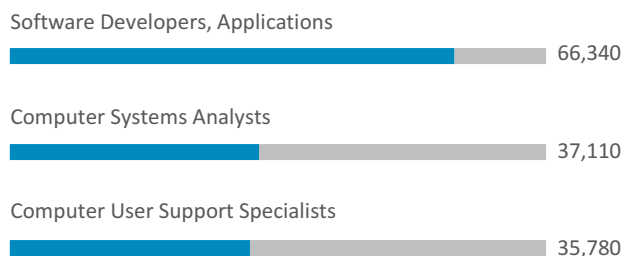 Software Developers, Applications
66,340
Computer Systems Analysts
37,110
Computer User Support Specialists
35,780